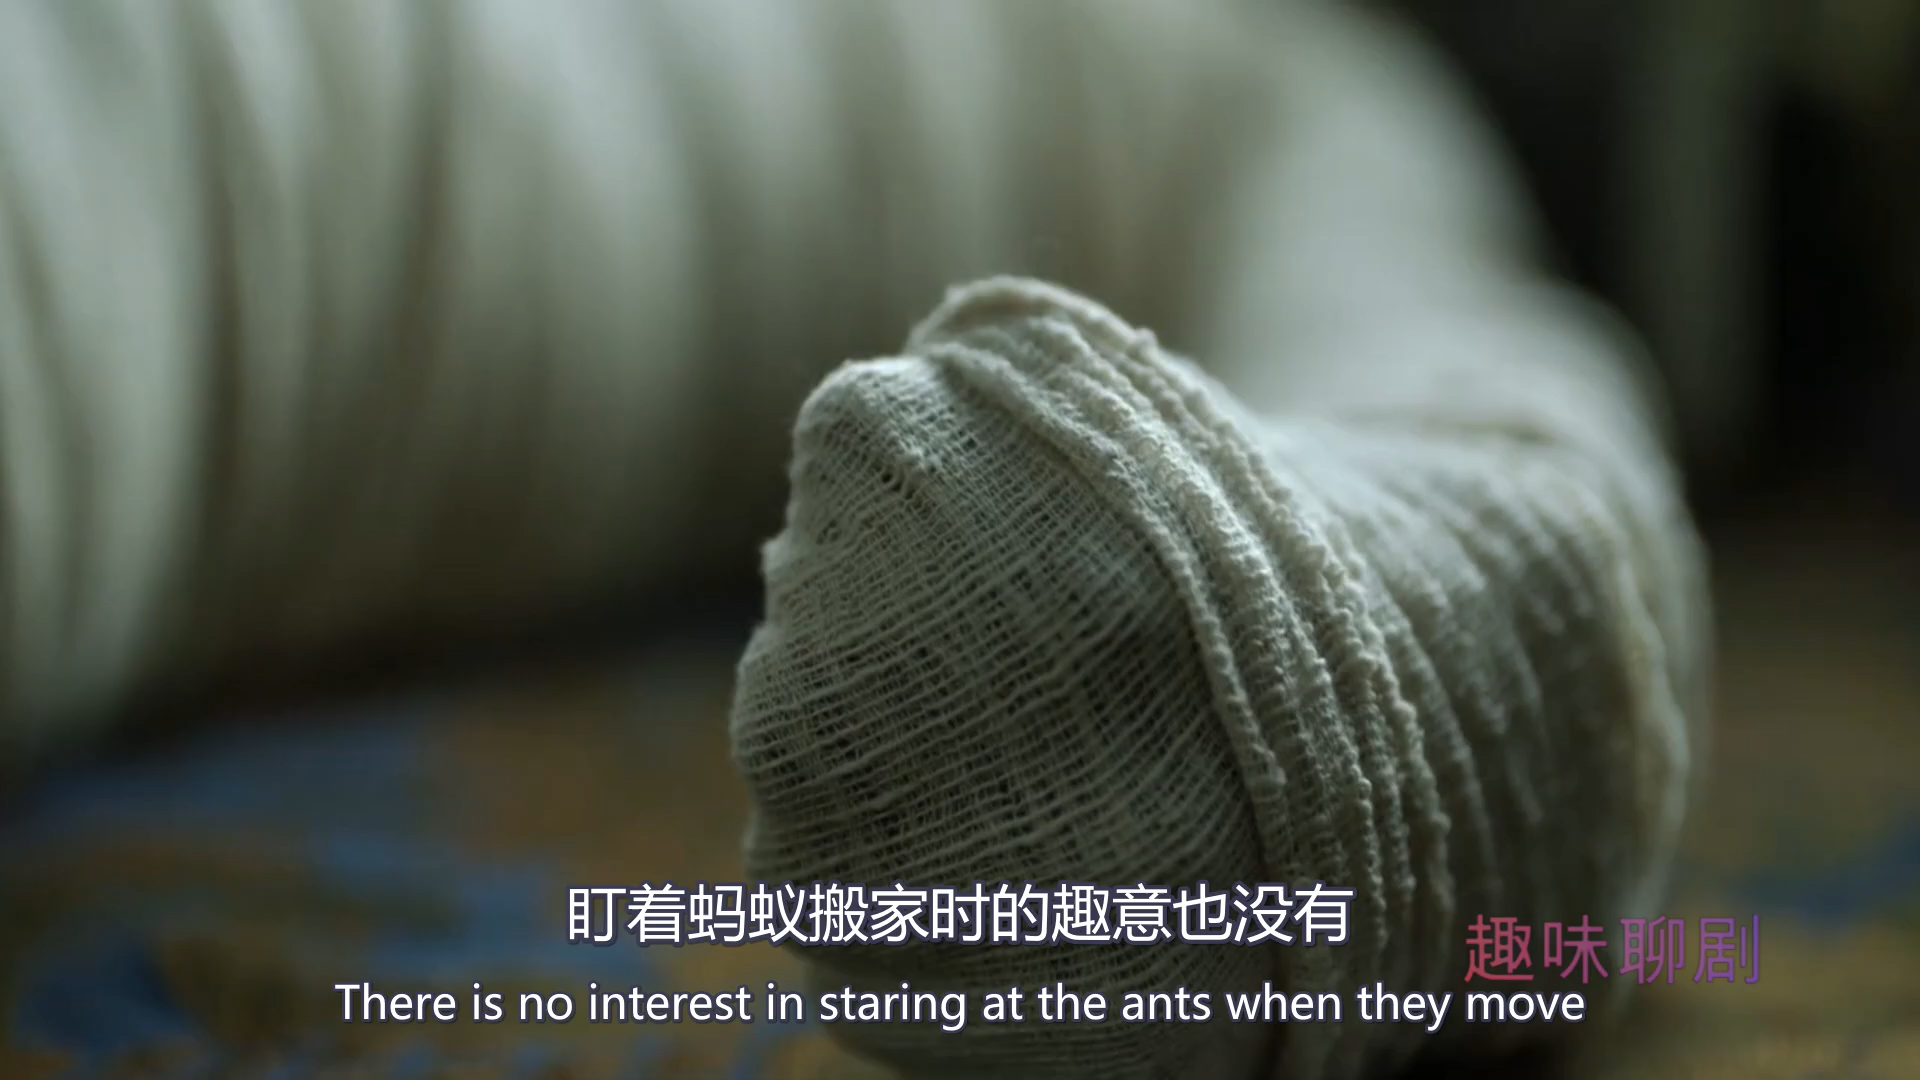 盯着蚂蚁搬家时的趣意也没有
趣味聊剧
There is no interest in staring at the ants when they move